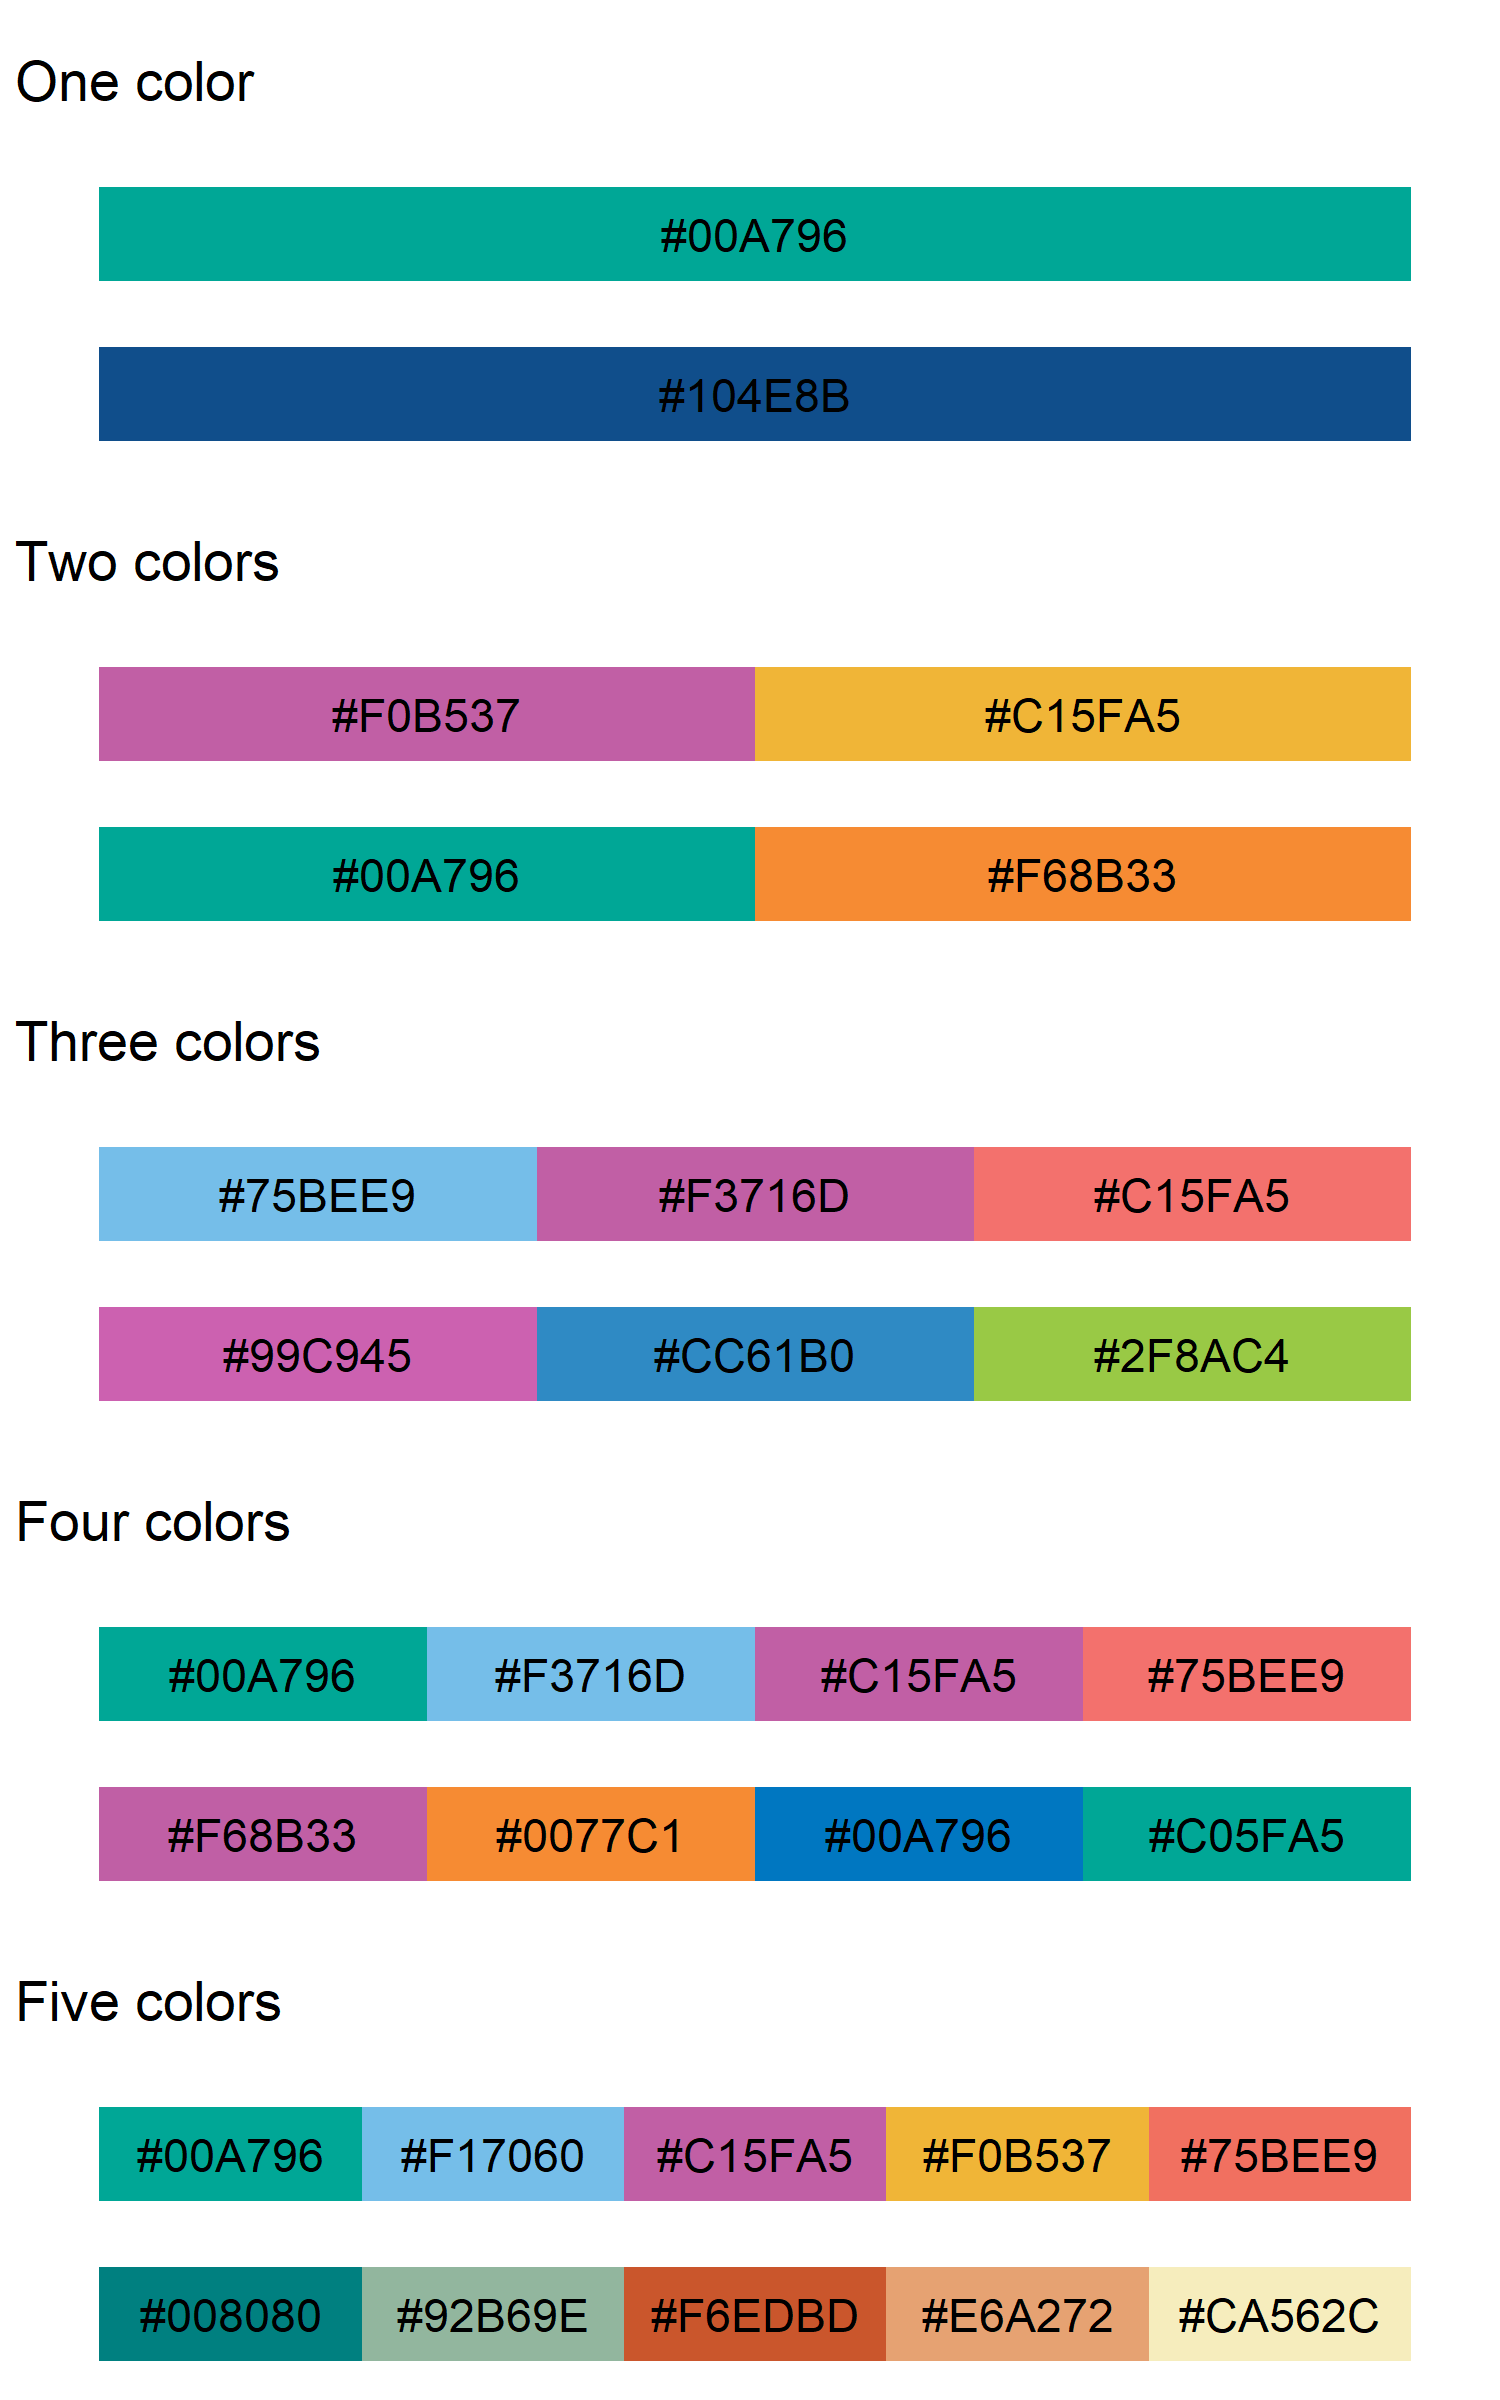 One color
#00A796
#104E8B
Two colors
#F0B537 #C15FA5
#00A796 #F68B33
Three colors
#75BEE9 #F3716D #C15FA5
#99C945 #CC61B0 #2F8AC4
Four colors
#00A796 #F3716D #C15FA5 #75BEE9
#F68B33 #0077C1 #00A796 #C05FA5
Five colors
#00A796 #F17060 #C15FA5 #F0B537 #75BEE9
#008080 #92B69E #F6EDBD #E6A272 #CA562C